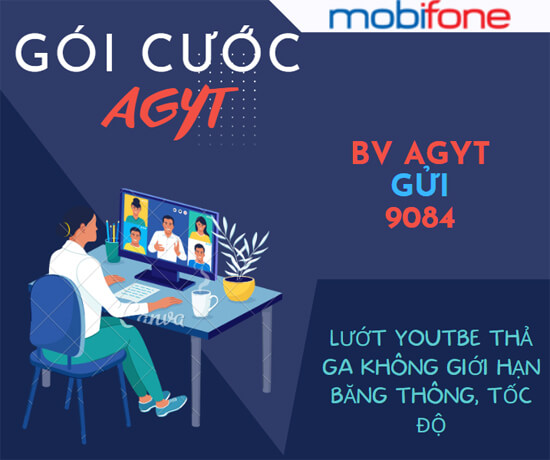 mobifone
GÓI CƯỚC
AGYT
BV AGYT
GỬI
9084
LƯỚT YOUTBE THẢ
GA KHÔNG GIỚI HẠN
BĂNG THÔNG, TỐC
ĐỘ